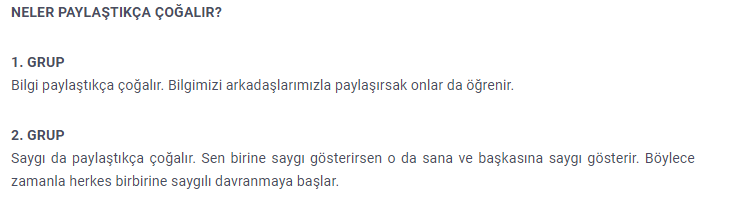 NELER PAYLAŞTIKÇA ÇOĞALIR?
1. GRUP
Bilgi paylaştıkça çoğalır. Bilgimizi arkadaşlarımızla paylaşırsak onlar da öğrenir.
2. GRUP
Saygı da paylaştıkça çoğalır. Sen birine saygı gösterirsen o da sana ve başkasına saygı gösterir. Böylece
zamanla herkes birbirine saygılı davranmaya başlar.